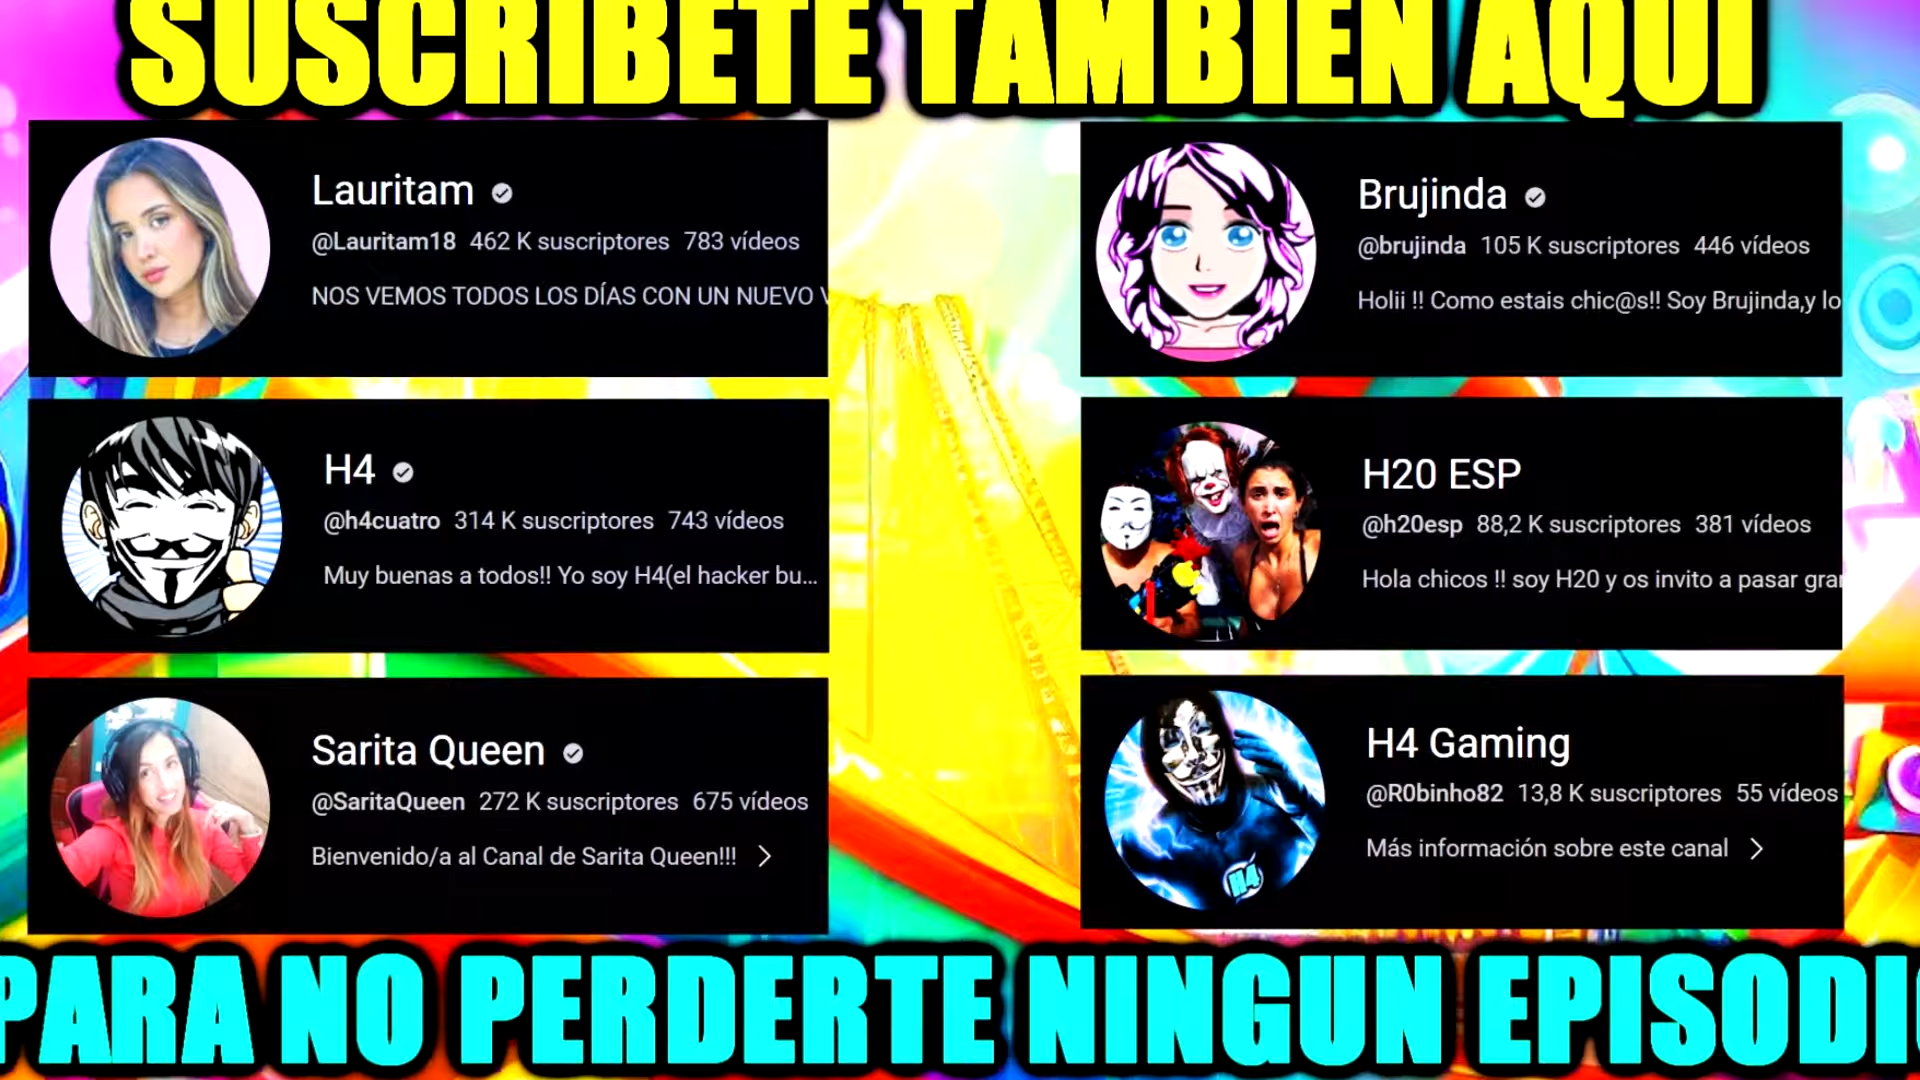 SUSCRIBETE TAMBIEN AQUI
Lauritam
@Lauritam18 462 K suscriptores 783 vídeos
NOS VEMOS TODOS LOS DÍAS CON UN NUEVO V
H4
@h4cuatro 314 K suscriptores 743 vídeos
Muy buenas a todos!! Yo soy H4(el hacker bu...
Sarita Queen
@SaritaQueen 272 K suscriptores 675 vídeos
Bienvenido/a al Canal de Sarita Queen!!!
Brujinda
@brujinda 105 K suscriptores 446 vídeos
Holii !! Como estais chic@s!! Soy Brujinda,y lo
H20 ESP
@h20esp 88,2 K suscriptores 381 vídeos
Hola chicos !! soy H20 y os invito a pasar gran
H4 Gaming
@R0binho82 13,8 K suscriptores 55 vídeos
Más información sobre este canal
H4
PARA NO PERDERTE NINGUN EPISODIO